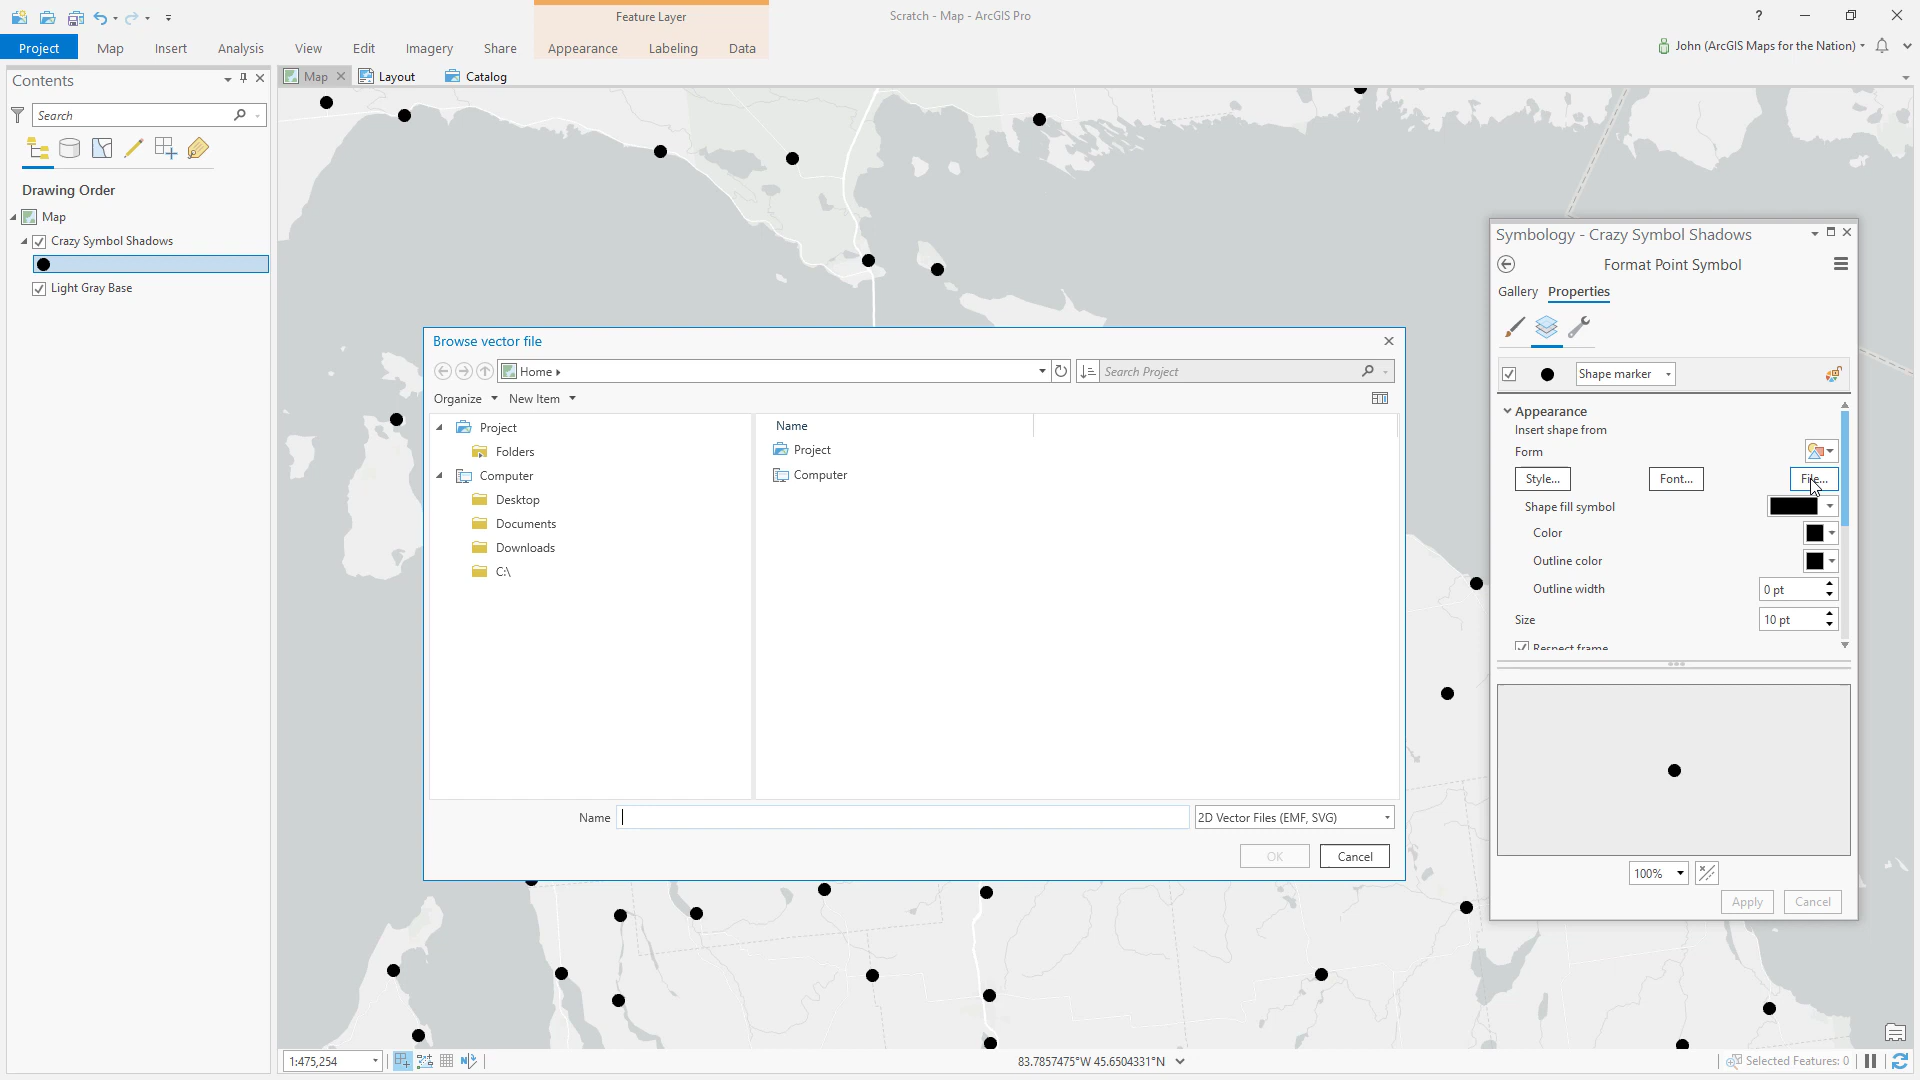 Feature Layer
Scratch - Map - ArcGIS Pro
?
Project
Map
Insert
Analysis
View
Edit
Imagery
Share
Appearance
Labeling
Data
John (ArcGIS Maps for the Nation)
Contents
Map
Layout
Catalog
Search
Drawing Order
Map
Crazy Symbol Shadows
Light Gray Base
Browse vector file
Home
Search Project
Organize
New Item
Project
Folders
Computer
Desktop
Documents
Downloads
C:\
Name
Project
Computer
Name
2D Vector Files (EMF, SVG)
OK
Cancel
Symbology - Crazy Symbol Shadows
Format Point Symbol
Gallery
Properties
Shape marker
Appearance
Insert shape from
Form
Style...
Font...
File...
Shape fill symbol
Color
Outline color
Outline width
0 pt
Size
10 pt
Respect frame
100%
Apply
Cancel
1:475,254
83.7857475°W 45.6504331°N
Selected Features: 0